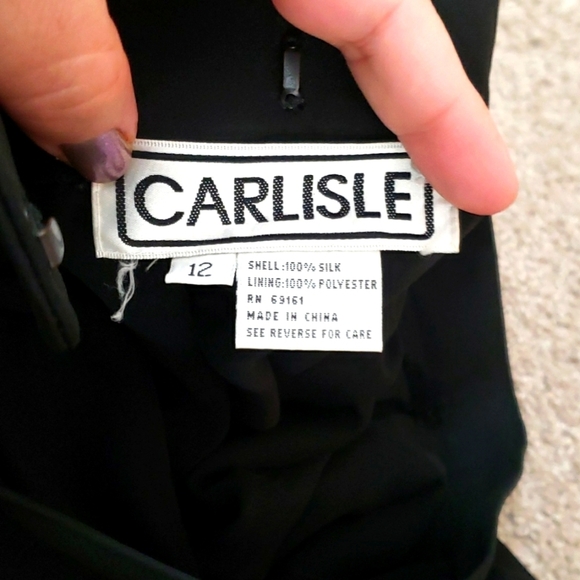 CARLISLE
12
SHELL:100% SILK
LINING:100% POLYESTER
RN 69161
MADE IN CHINA
SEE REVERSE FOR CARE